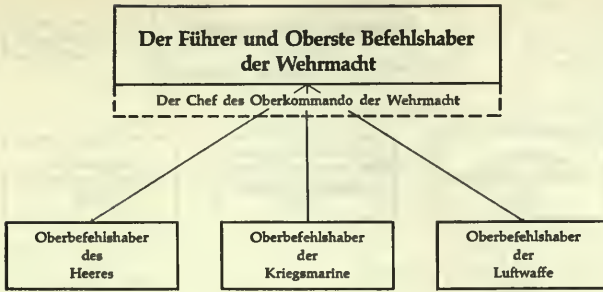 Der Führer und Oberste Befehlshaber
der Wehrmacht
Der Chef des Oberkommando der Wehrmacht
Oberbefehlshaber
des
Heeres
Oberbefehlshaber
der
Kriegsmarine
Oberbefehlshaber
der
Luftwaffe